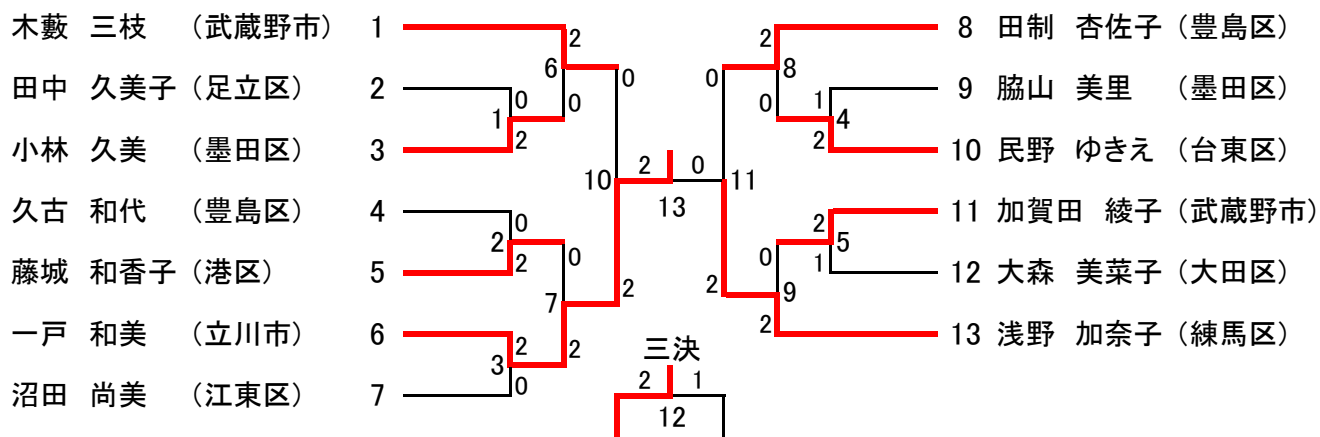 木藪 三枝 （武蔵野市） 1
田中 久美子 （足立区） 2
小林 久美 （墨田区） 3
久古 和代 （豊島区） 4
藤城 和香子 （港区） 5
一戸 和美 （立川市） 6
沼田 尚美 （江東区） 7
2
6
0
0
1
0
2
10
0
2
2
0
7
2
2
3
2
0
2 0
13
三決
2 1
12
8 田制 杏佐子 （豊島区）
9 脇山 美里 （墨田区）
10 民野 ゆきえ （台東区）
11 加賀田 綾子 （武蔵野市）
12 大森 美菜子 （大田区）
13 浅野 加奈子 （練馬区）
2
0
8
0
1
4
2
11
2
0
5
1
2
9
2